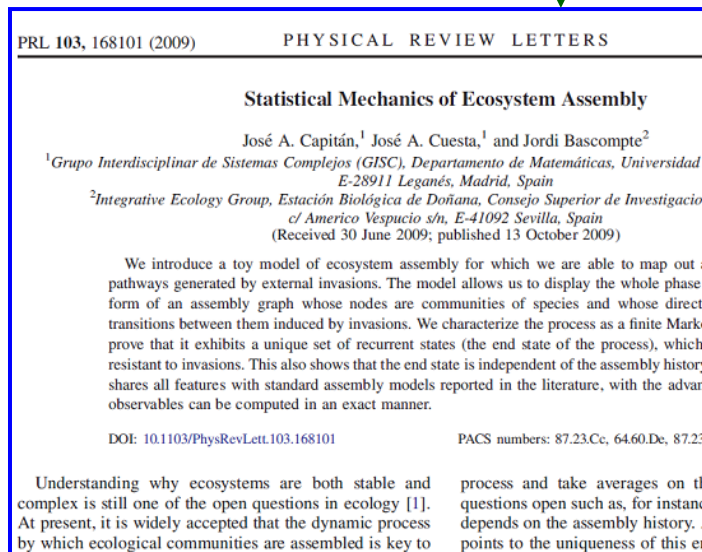 PRL 103, 168101 (2009)
PHYSICAL REVIEW LETTERS
Statistical Mechanics of Ecosystem Assembly
José A. Capitán,1 José A. Cuesta,1 and Jordi Bascompte2
1Grupo Interdisciplinar de Sistemas Complejos (GISC), Departamento de Matemáticas, Universidad
E-28911 Leganés, Madrid, Spain
2Integrative Ecology Group, Estación Biológica de Doñana, Consejo Superior de Investigacio
c/ Americo Vespucio s/n, E-41092 Sevilla, Spain
(Received 30 June 2009; published 13 October 2009)
We introduce a toy model of ecosystem assembly for which we are able to map out a
pathways generated by external invasions. The model allows us to display the whole phase
form of an assembly graph whose nodes are communities of species and whose direct
transitions between them induced by invasions. We characterize the process as a finite Marko
prove that it exhibits a unique set of recurrent states (the end state of the process), which
resistant to invasions. This also shows that the end state is independent of the assembly history
shares all features with standard assembly models reported in the literature, with the advan
observables can be computed in an exact manner.
DOI: 10.1103/PhysRevLett.103.168101
PACS numbers: 87.23.Cc, 64.60.De, 87.23
Understanding why ecosystems are both stable and
complex is still one of the open questions in ecology [1].
At present, it is widely accepted that the dynamic process
by which ecological communities are assembled is key to
process and take averages on th
questions open such as, for instanc
depends on the assembly history.
points to the uniqueness of this en